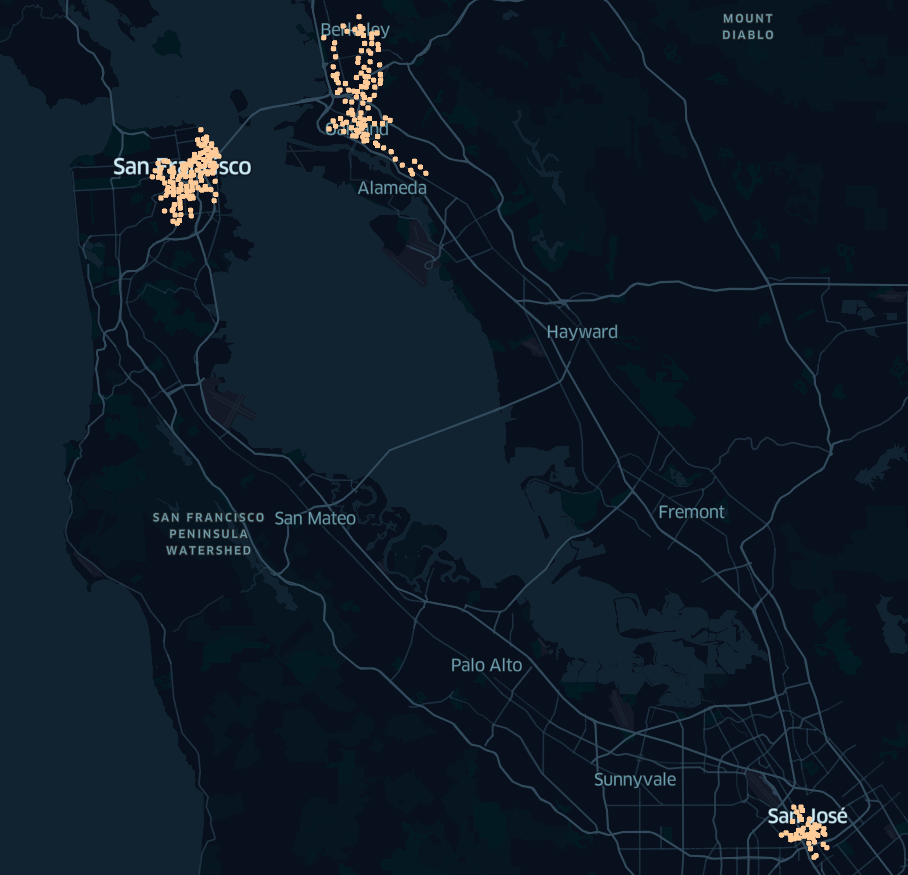 MOUNT
DIABLO
Berkeley
Oakland
San Francisco
Alameda
Hayward
Fremont
SAN FRANCISCO
PENINSULA
WATERSHED
San Mateo
Palo Alto
Sunnyvale
San José